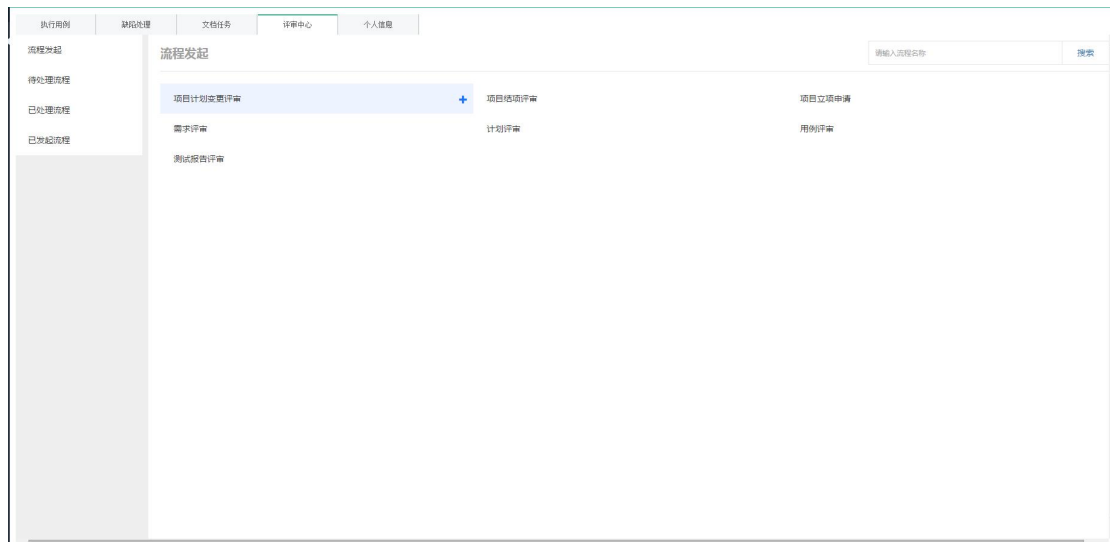 执行用例 缺陷处理 文档任务 评审中心 个人信息
流程发起
待处理流程
已处理流程
已发起流程
流程发起 请输入流程名称 搜索
项目计划变更评审 + 项目结项评审 项目立项申请
需求评审 计划评审 用例评审
测试报告评审